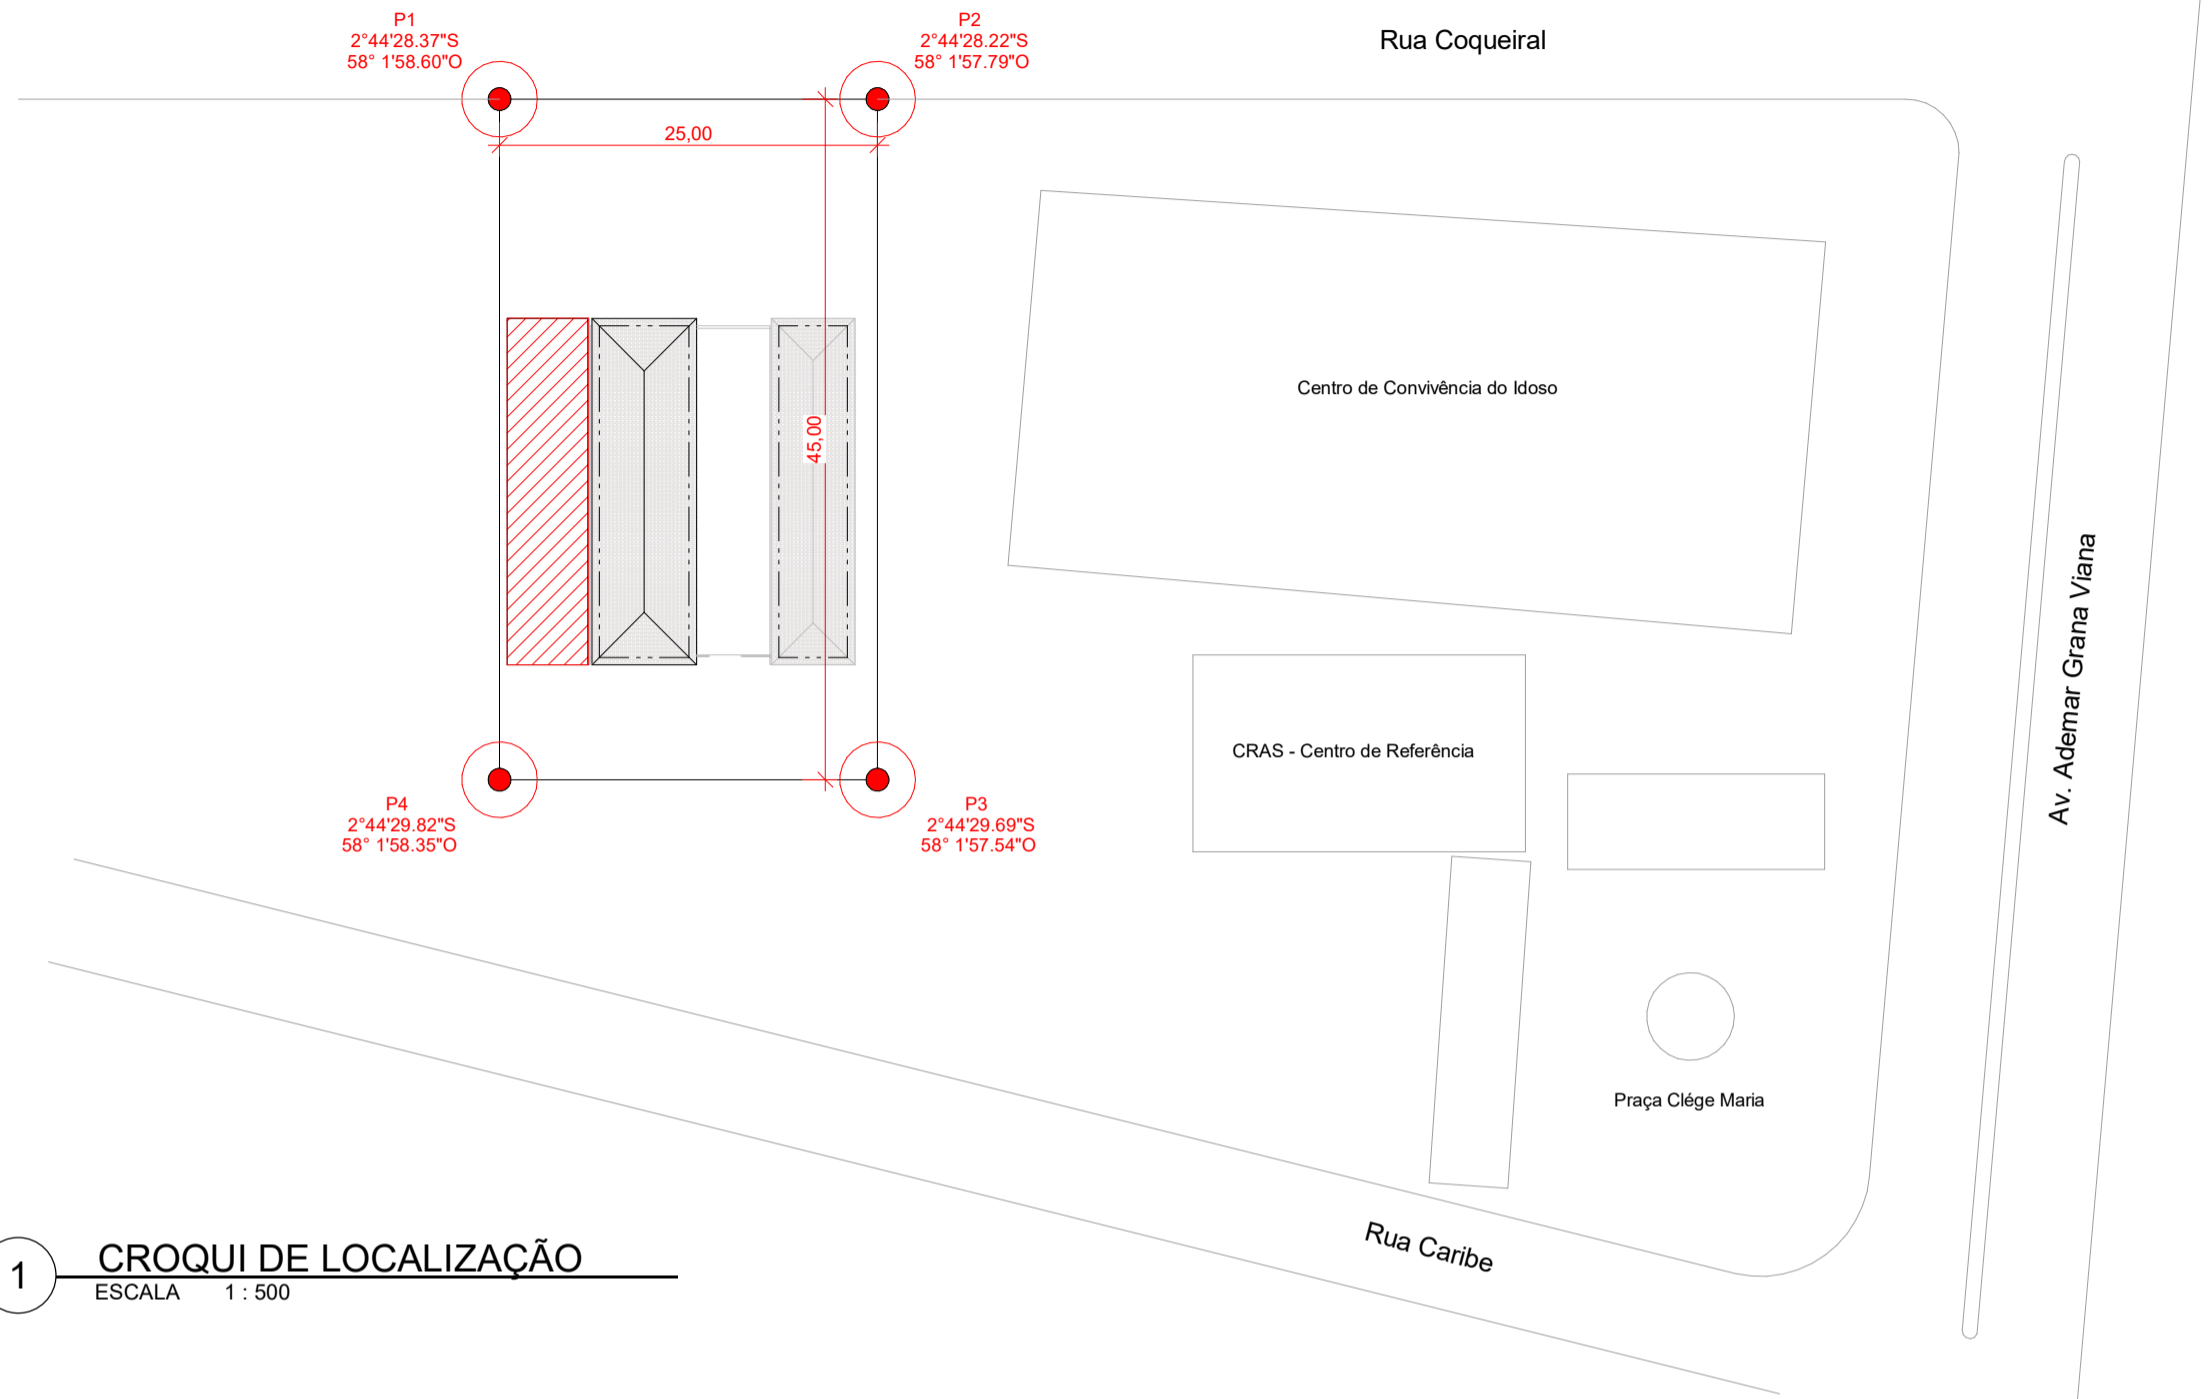 P1
2°44'28.37"S
58° 1'58.60"O
P2
2°44'28.22"S
58° 1'57.79"O
Rua Coqueiral
25,00
45,00
Centro de Convivência do Idoso
Av. Ademar Grana Viana
CRAS - Centro de Referência
P4
2°44'29.82"S
58° 1'58.35"O
P3
2°44'29.69"S
58° 1'57.54"O
Praça Clége Maria
Rua Caribe
1
CROQUI DE LOCALIZAÇÃO
ESCALA 1 : 500